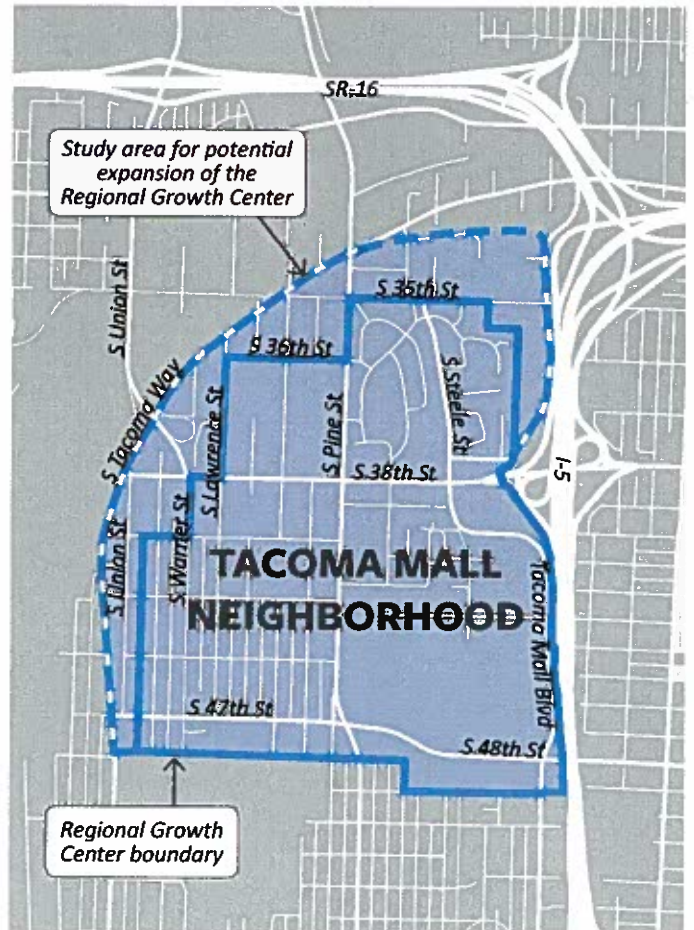 SR-16
Study area for potential
expansion of the
Regional Growth Center
S Union St
S 35th St
S 36th St
S Tacoma Way
S Lawrence St
S Pine St
S Steele St
S 38th St
I-5
S Union St
S Warner St
TACOMA MALL
NEIGHBORHOOD
Tacoma Mall Blvd
S 47th St
S 48th St
Regional Growth
Center boundary